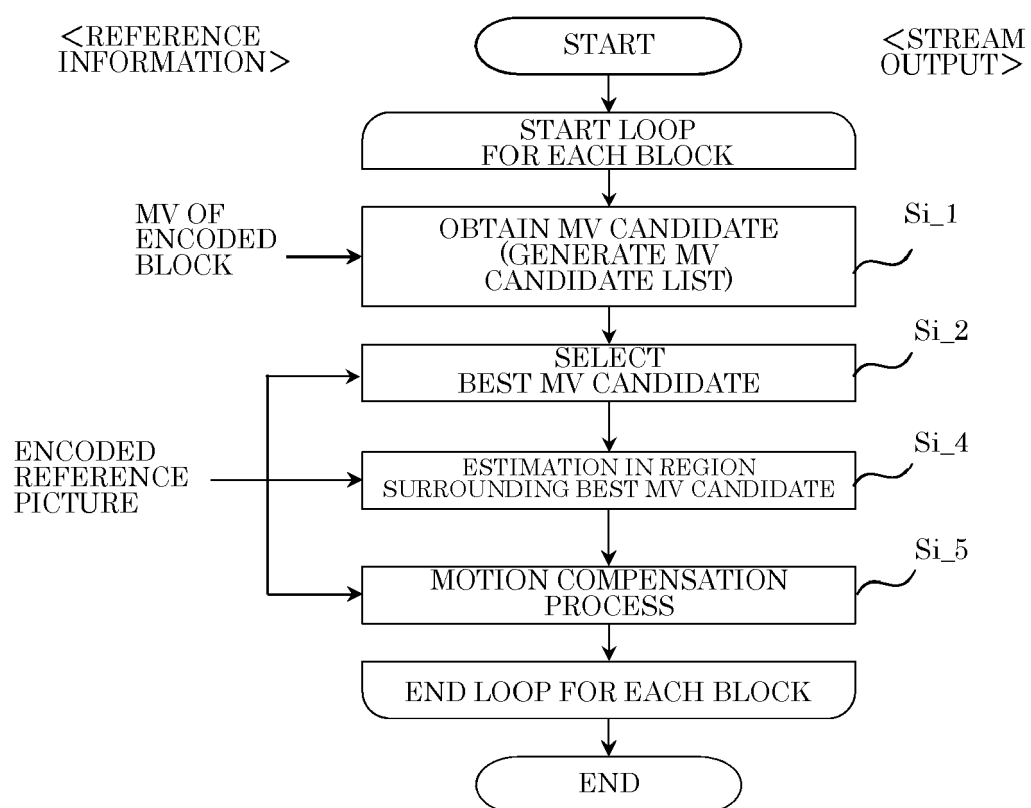 <REFERENCE
INFORMATION>
START
<STREAM
OUTPUT>
START LOOP
FOR EACH BLOCK
MV OF
ENCODED
BLOCK
OBTAIN MV CANDIDATE
(GENERATE MV
CANDIDATE LIST)
Si_1
SELECT
BEST MV CANDIDATE
Si_2
ENCODED
REFERENCE
PICTURE
ESTIMATION IN REGION
SURROUNDING BEST MV CANDIDATE
Si_4
MOTION COMPENSATION
PROCESS
Si_5
END LOOP FOR EACH BLOCK
END